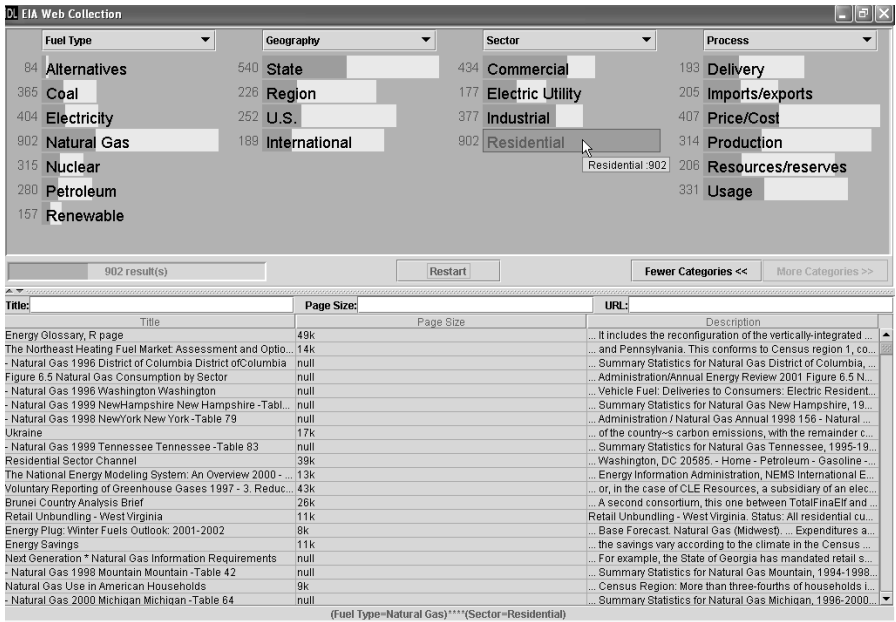 EIA Web Collection
Fuel Type Geography Sector Process
84 Alternatives 540 State 434 Commercial 193 Delivery
365 Coal 226 Region 177 Electric Utility 205 Imports/exports
404 Electricity 252 U.S. 377 Industrial 407 Price/Cost
902 Natural Gas 189 International 902 Residential 314 Production
315 Nuclear Residential :902 206 Resources/reserves
280 Petroleum 331 Usage
157 Renewable
902 result(s) Restart Fewer Categories << More Categories >>
Title: Page Size: URL:
Title Page Size Description
Energy Glossary, R page 49k ... It includes the reconfiguration of the vertically-integrated ...
The Northeast Heating Fuel Market: Assessment and Optio... 14k ... and Pennsylvania. This conforms to Census region 1, co...
- Natural Gas 1996 District of Columbia District ofColumbia null ... Summary Statistics for Natural Gas District of Columbia, ...
Figure 6.5 Natural Gas Consumption by Sector null ... Administration/Annual Energy Review 2001 Figure 6.5 N...
- Natural Gas 1996 Washington Washington null ... Vehicle Fuel: Deliveries to Consumers: Electric Resident...
- Natural Gas 1999 NewHampshire New Hampshire -Tabl... null ... Summary Statistics for Natural Gas New Hampshire, 19...
- Natural Gas 1998 NewYork New York -Table 79 null ... Administration / Natural Gas Annual 1998 156 - Natural ...
Ukraine 17k ... of the country~s carbon emissions, with the remainder c...
- Natural Gas 1999 Tennessee Tennessee -Table 83 null ... Summary Statistics for Natural Gas Tennessee, 1995-19...
Residential Sector Channel 39k ... Washington, DC 20585. - Home - Petroleum - Gasoline -...
The National Energy Modeling System: An Overview 2000 - ... 13k ... Energy Information Administration, NEMS International E...
Voluntary Reporting of Greenhouse Gases 1997 - 3. Reduc... 43k ... or, in the case of CLE Resources, a subsidiary of an elec...
Brunei Country Analysis Brief 26k ... A second consortium, this one between TotalFinaElf and ...
Retail Unbundling - West Virginia 11k Retail Unbundling - West Virginia. Status: All residential cu...
Energy Plug: Winter Fuels Outlook: 2001-2002 8k ... Base Forecast. Natural Gas (Midwest). ... Expenditures a...
Energy Savings 11k ... the savings vary according to the climate in the Census ...
Next Generation * Natural Gas Information Requirements null ... For example, the State of Georgia has mandated retail s...
- Natural Gas 1998 Mountain Mountain -Table 42 null ... Summary Statistics for Natural Gas Mountain, 1994-1998...
Natural Gas Use in American Households 9k ... Census Region: More than three-fourths of households i...
- Natural Gas 2000 Michigan Michigan -Table 64 null ... Summary Statistics for Natural Gas Michigan, 1996-2000...
(Fuel Type=Natural Gas)****(Sector=Residential)